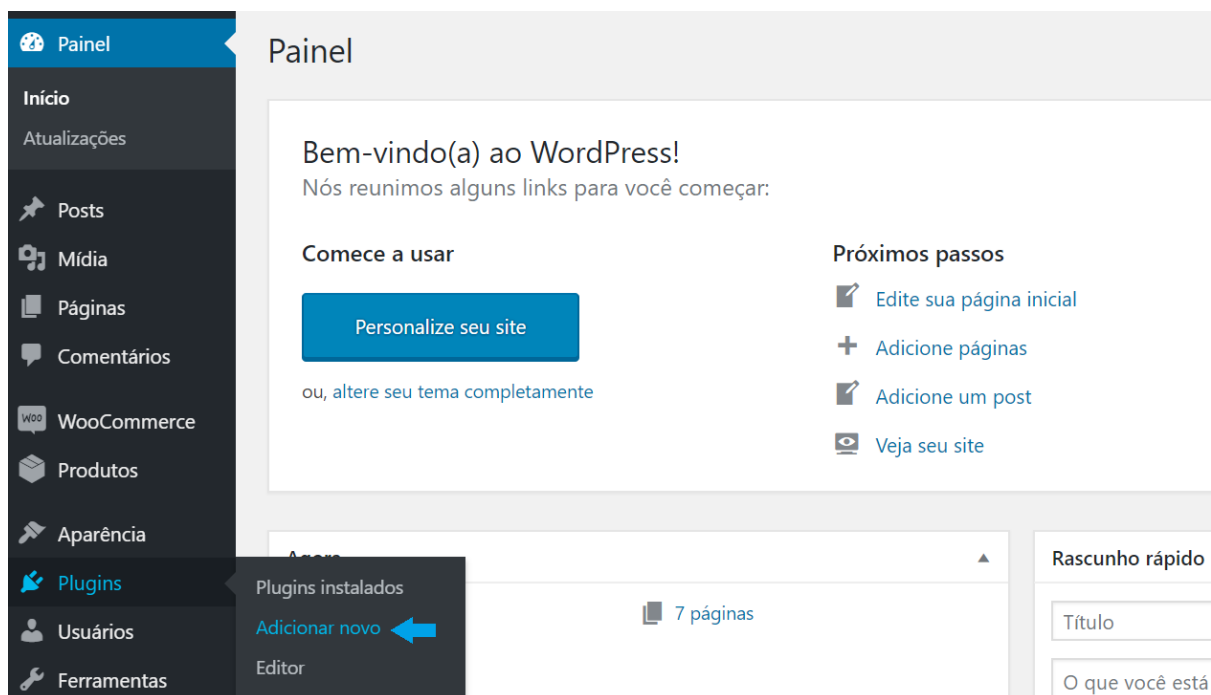 Painel
Início
Atualizações
Posts
Mídia
Páginas
Comentários
Woo WooCommerce
Produtos
Aparência
Plugins
Usuários
Ferramentas
Plugins instalados
Adicionar novo
Editor
Painel
Bem-vindo(a) ao WordPress!
Nós reunimos alguns links para você começar:
Comece a usar
Personalize seu site
ou, altere seu tema completamente
Próximos passos
Edite sua página inicial
Adicione páginas
Adicione um post
Veja seu site
Agora
7 páginas
Rascunho rápido
Título
O que você está